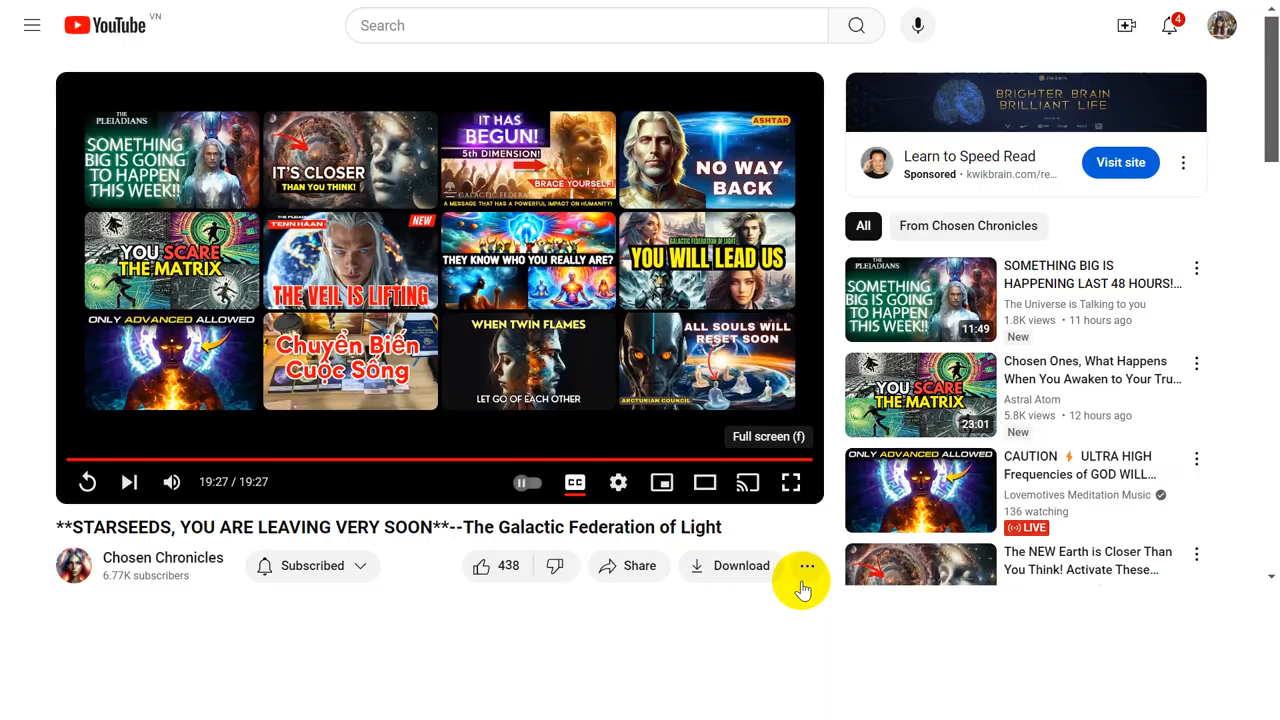 YouTube VN
Search
4
THE
PLEIADIANS
SOMETHING
BIG IS GOING
TO HAPPEN
THIS WEEK!!
IT'S CLOSER
THAN YOU THINK!
IT HAS
BEGUN!
5th DIMENSION!
BRACE YOURSELF!
GALACTIC FEDERATION
A MESSAGE THAT HAS A POWERFUL IMPACT ON HUMANITY!
ASHTAR
NO WAY
BACK
YOU SCARE
THE MATRIX
TENN HAAN
NEW
THE VEIL IS LIFTING
THEY KNOW WHO YOU REALLY ARE?
GALACTIC FEDERATION OF LIGHT
YOU WILL LEAD US
ONLY ADVANCED ALLOWED
Chuyển Biến
Cuộc Sống
WHEN TWIN FLAMES
LET GO OF EACH OTHER
ALL SOULS WILL
RESET SOON
ARCTURIAN COUNCIL
Full screen (f)
19:27 / 19:27
CC
**STARSEEDS, YOU ARE LEAVING VERY SOON**--The Galactic Federation of Light
Chosen Chronicles
6.77K subscribers
Subscribed
438
Share
Download
BRIGHTER BRAIN
BRILLIANT LIFE
Learn to Speed Read
Sponsored · kwikbrain.com/re...
Visit site
All
From Chosen Chronicles
THE
PLEIADIANS
SOMETHING
BIG IS GOING
TO HAPPEN
THIS WEEK!!
11:49
SOMETHING BIG IS
HAPPENING LAST 48 HOURS!...
The Universe is Talking to you
1.8K views • 11 hours ago
New
YOU SCARE
THE MATRIX
23:01
Chosen Ones, What Happens
When You Awaken to Your Tru...
Astral Atom
5.8K views • 12 hours ago
New
ONLY ADVANCED ALLOWED
CAUTION ⚡ ULTRA HIGH
Frequencies of GOD WILL...
Lovemotives Meditation Music
136 watching
LIVE
The NEW Earth is Closer Than
You Think! Activate These...